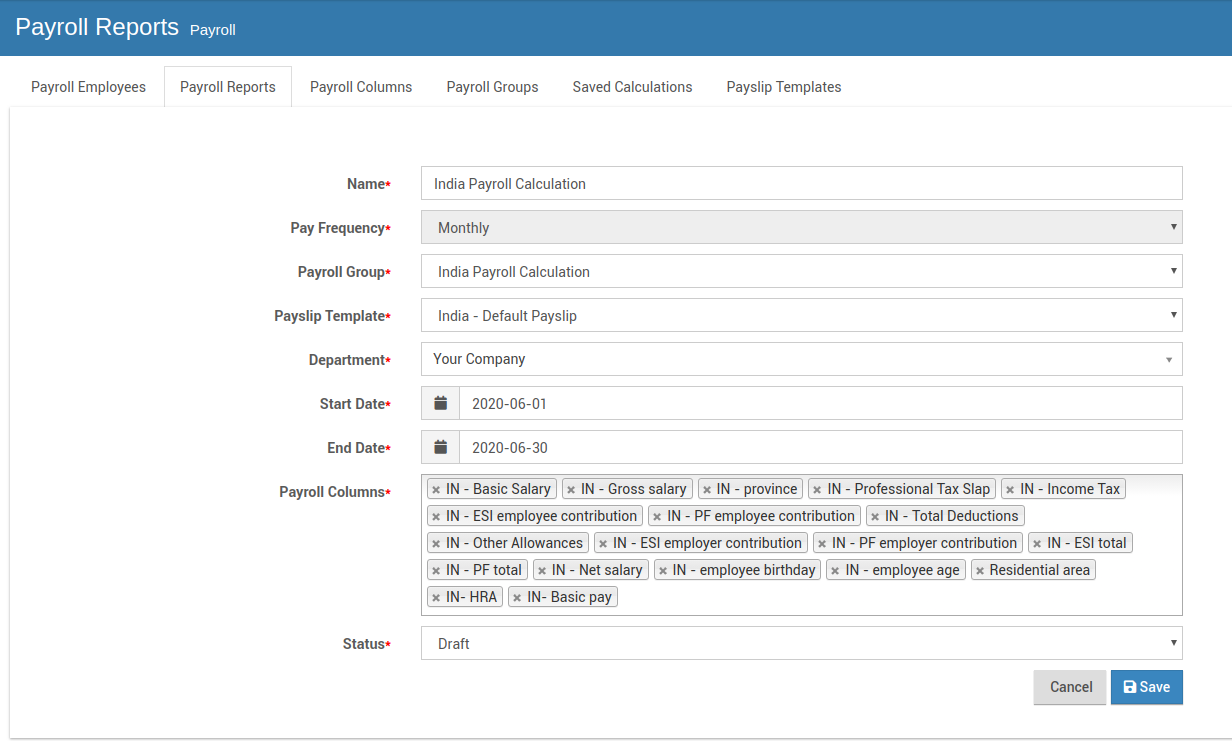 Payroll Reports Payroll
Payroll Employees Payroll Reports Payroll Columns Payroll Groups Saved Calculations Payslip Templates
Name* India Payroll Calculation
Pay Frequency* Monthly
Payroll Group* India Payroll Calculation
Payslip Template* India - Default Payslip
Department* Your Company
Start Date* 2020-06-01
End Date* 2020-06-30
Payroll Columns* × IN - Basic Salary × IN - Gross salary × IN - province × IN - Professional Tax Slap × IN - Income Tax
× IN - ESI employee contribution × IN - PF employee contribution × IN - Total Deductions
× IN - Other Allowances × IN - ESI employer contribution × IN - PF employer contribution × IN - ESI total
× IN - PF total × IN - Net salary × IN - employee birthday × IN - employee age × Residential area
× IN- HRA × IN- Basic pay
Status* Draft
Cancel Save